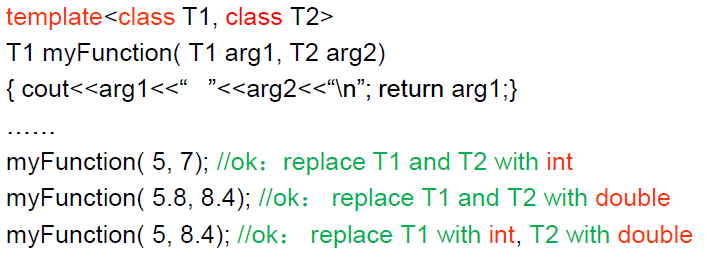 template<class T1, class T2>
T1 myFunction( T1 arg1, T2 arg2)
{ cout<<arg1<<“   ”<<arg2<<“\n”; return arg1;}
……
myFunction( 5, 7); //ok：replace T1 and T2 with int
myFunction( 5.8, 8.4); //ok： replace T1 and T2 with double
myFunction( 5, 8.4); //ok： replace T1 with int, T2 with double